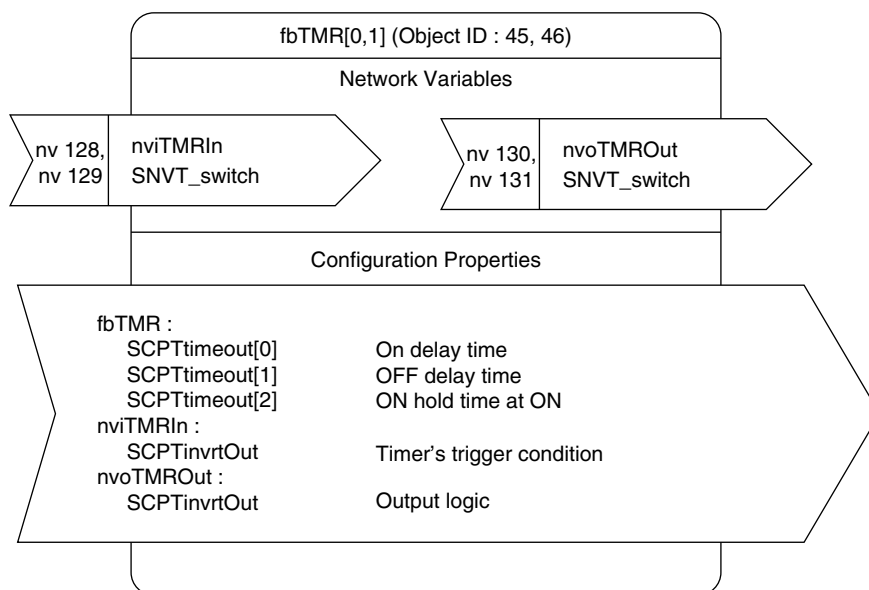 fbTMR[0,1] (Object ID : 45, 46)
Network Variables
nv 128,
nv 129
nviTMRIn
SNVT_switch
nv 130,
nv 131
nvoTMROut
SNVT_switch
Configuration Properties
fbTMR :
SCPTtimeout[0] On delay time
SCPTtimeout[1] OFF delay time
SCPTtimeout[2] ON hold time at ON
nviTMRIn :
SCPTinvrtOut Timer's trigger condition
nvoTMROut :
SCPTinvrtOut Output logic